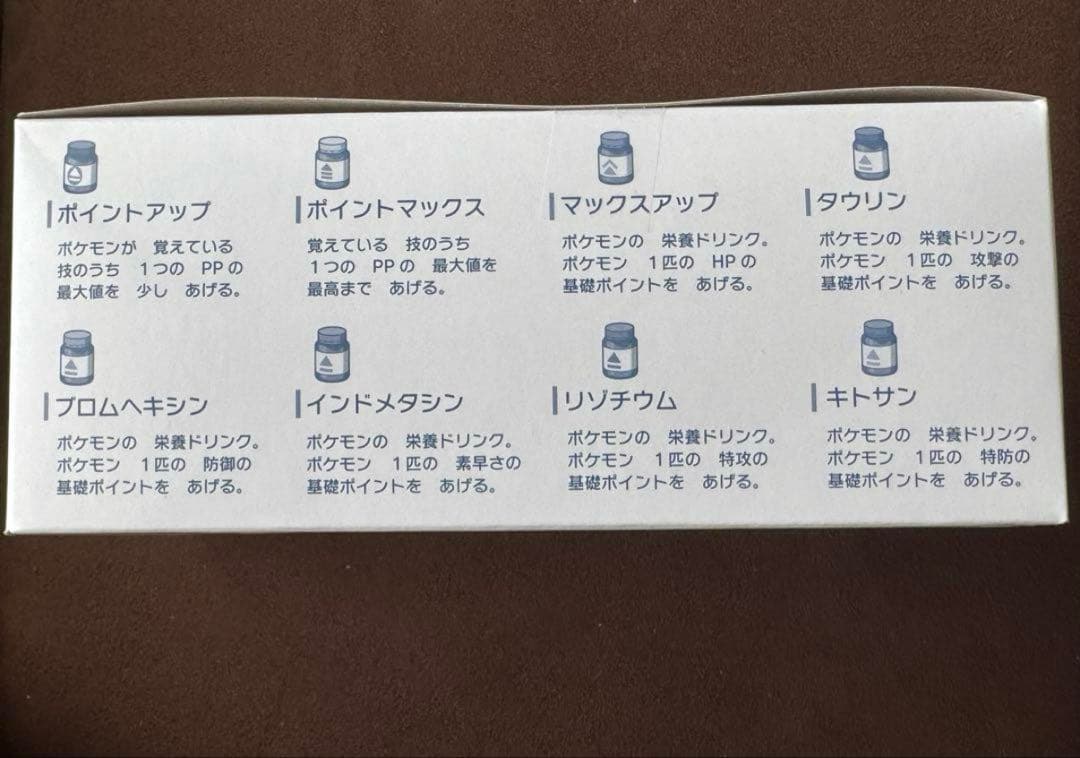 ポイントアップ
ポケモンが 覚えている
技のうち 1つの PPの
最大値を 少し あげる。
ポイントマックス
覚えている 技のうち
1つの PPの 最大値を
最高まで あげる。
マックスアップ
ポケモンの 栄養ドリンク。
ポケモン 1匹の HPの
基礎ポイントを あげる。
タウリン
ポケモンの 栄養ドリンク。
ポケモン 1匹の 攻撃の
基礎ポイントを あげる。
ブロムヘキシン
ポケモンの 栄養ドリンク。
ポケモン 1匹の 防御の
基礎ポイントを あげる。
インドメタシン
ポケモンの 栄養ドリンク。
ポケモン 1匹の 素早さの
基礎ポイントを あげる。
リゾチウム
ポケモンの 栄養ドリンク。
ポケモン 1匹の 特攻の
基礎ポイントを あげる。
キトサン
ポケモンの 栄養ドリンク。
ポケモン 1匹の 特防の
基礎ポイントを あげる。